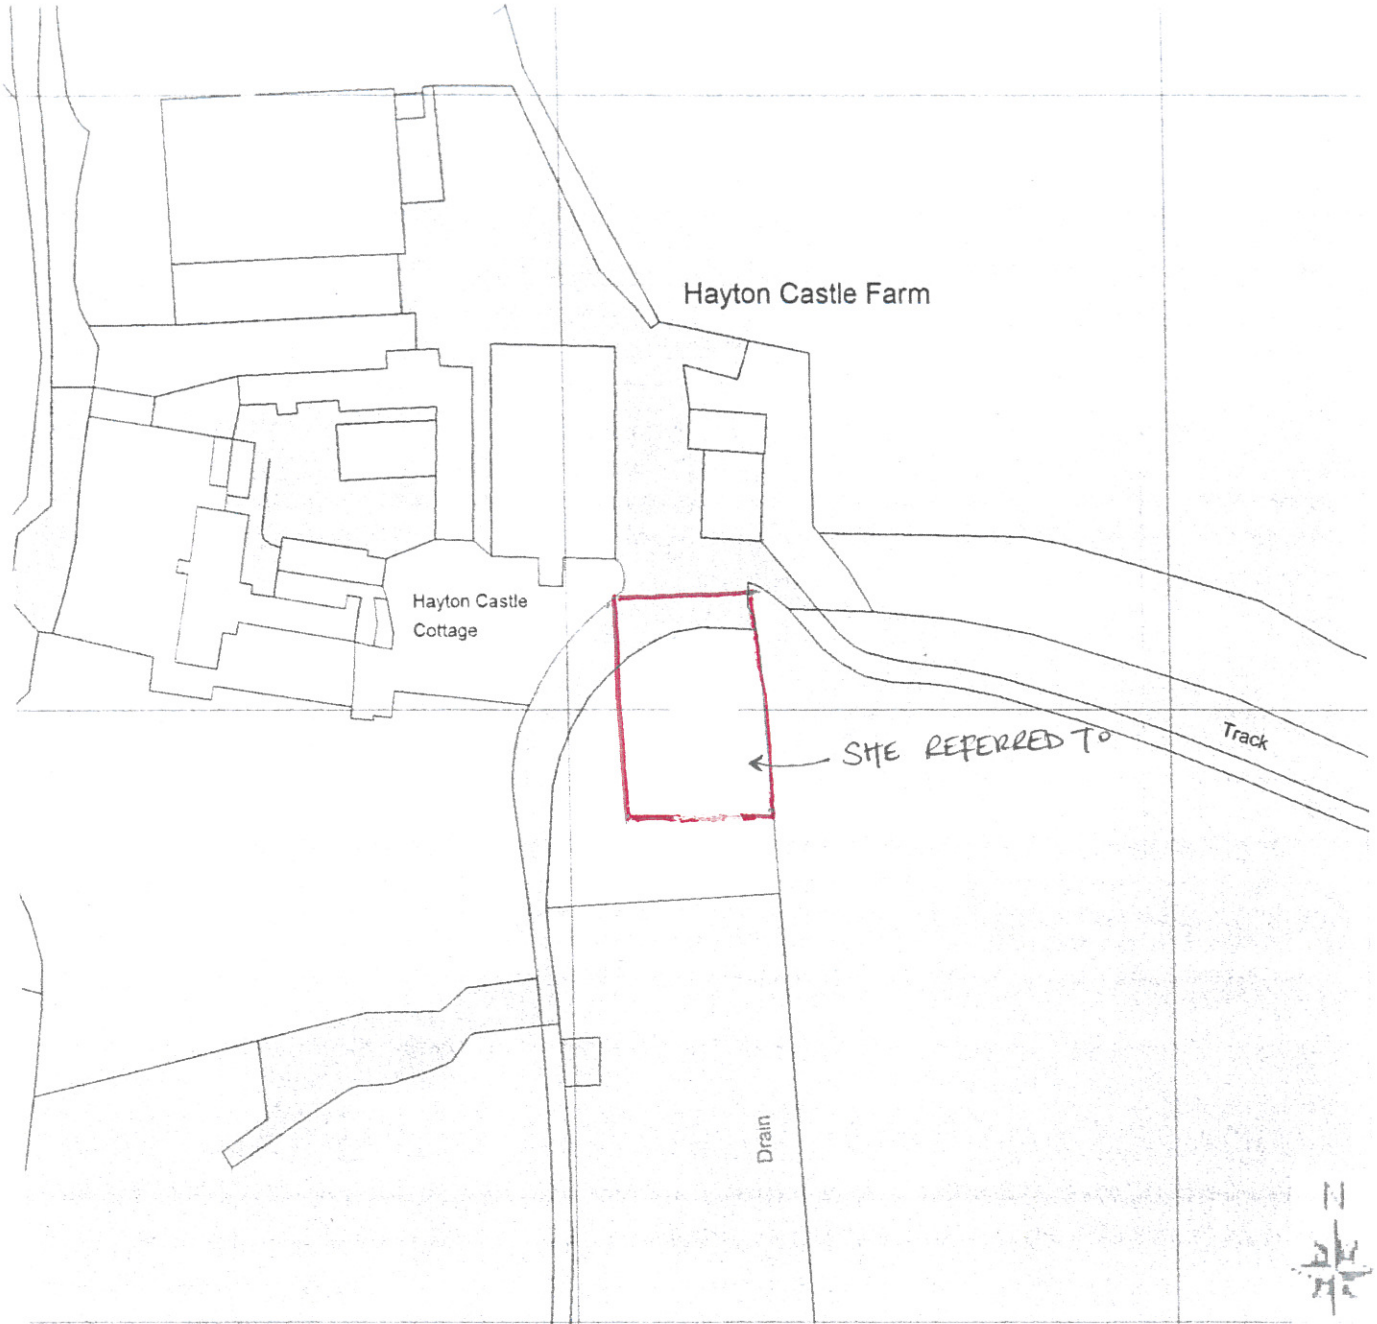 Hayton Castle Farm
Hayton Castle
Cottage
SITE REFERRED TO
Track
Drain
N